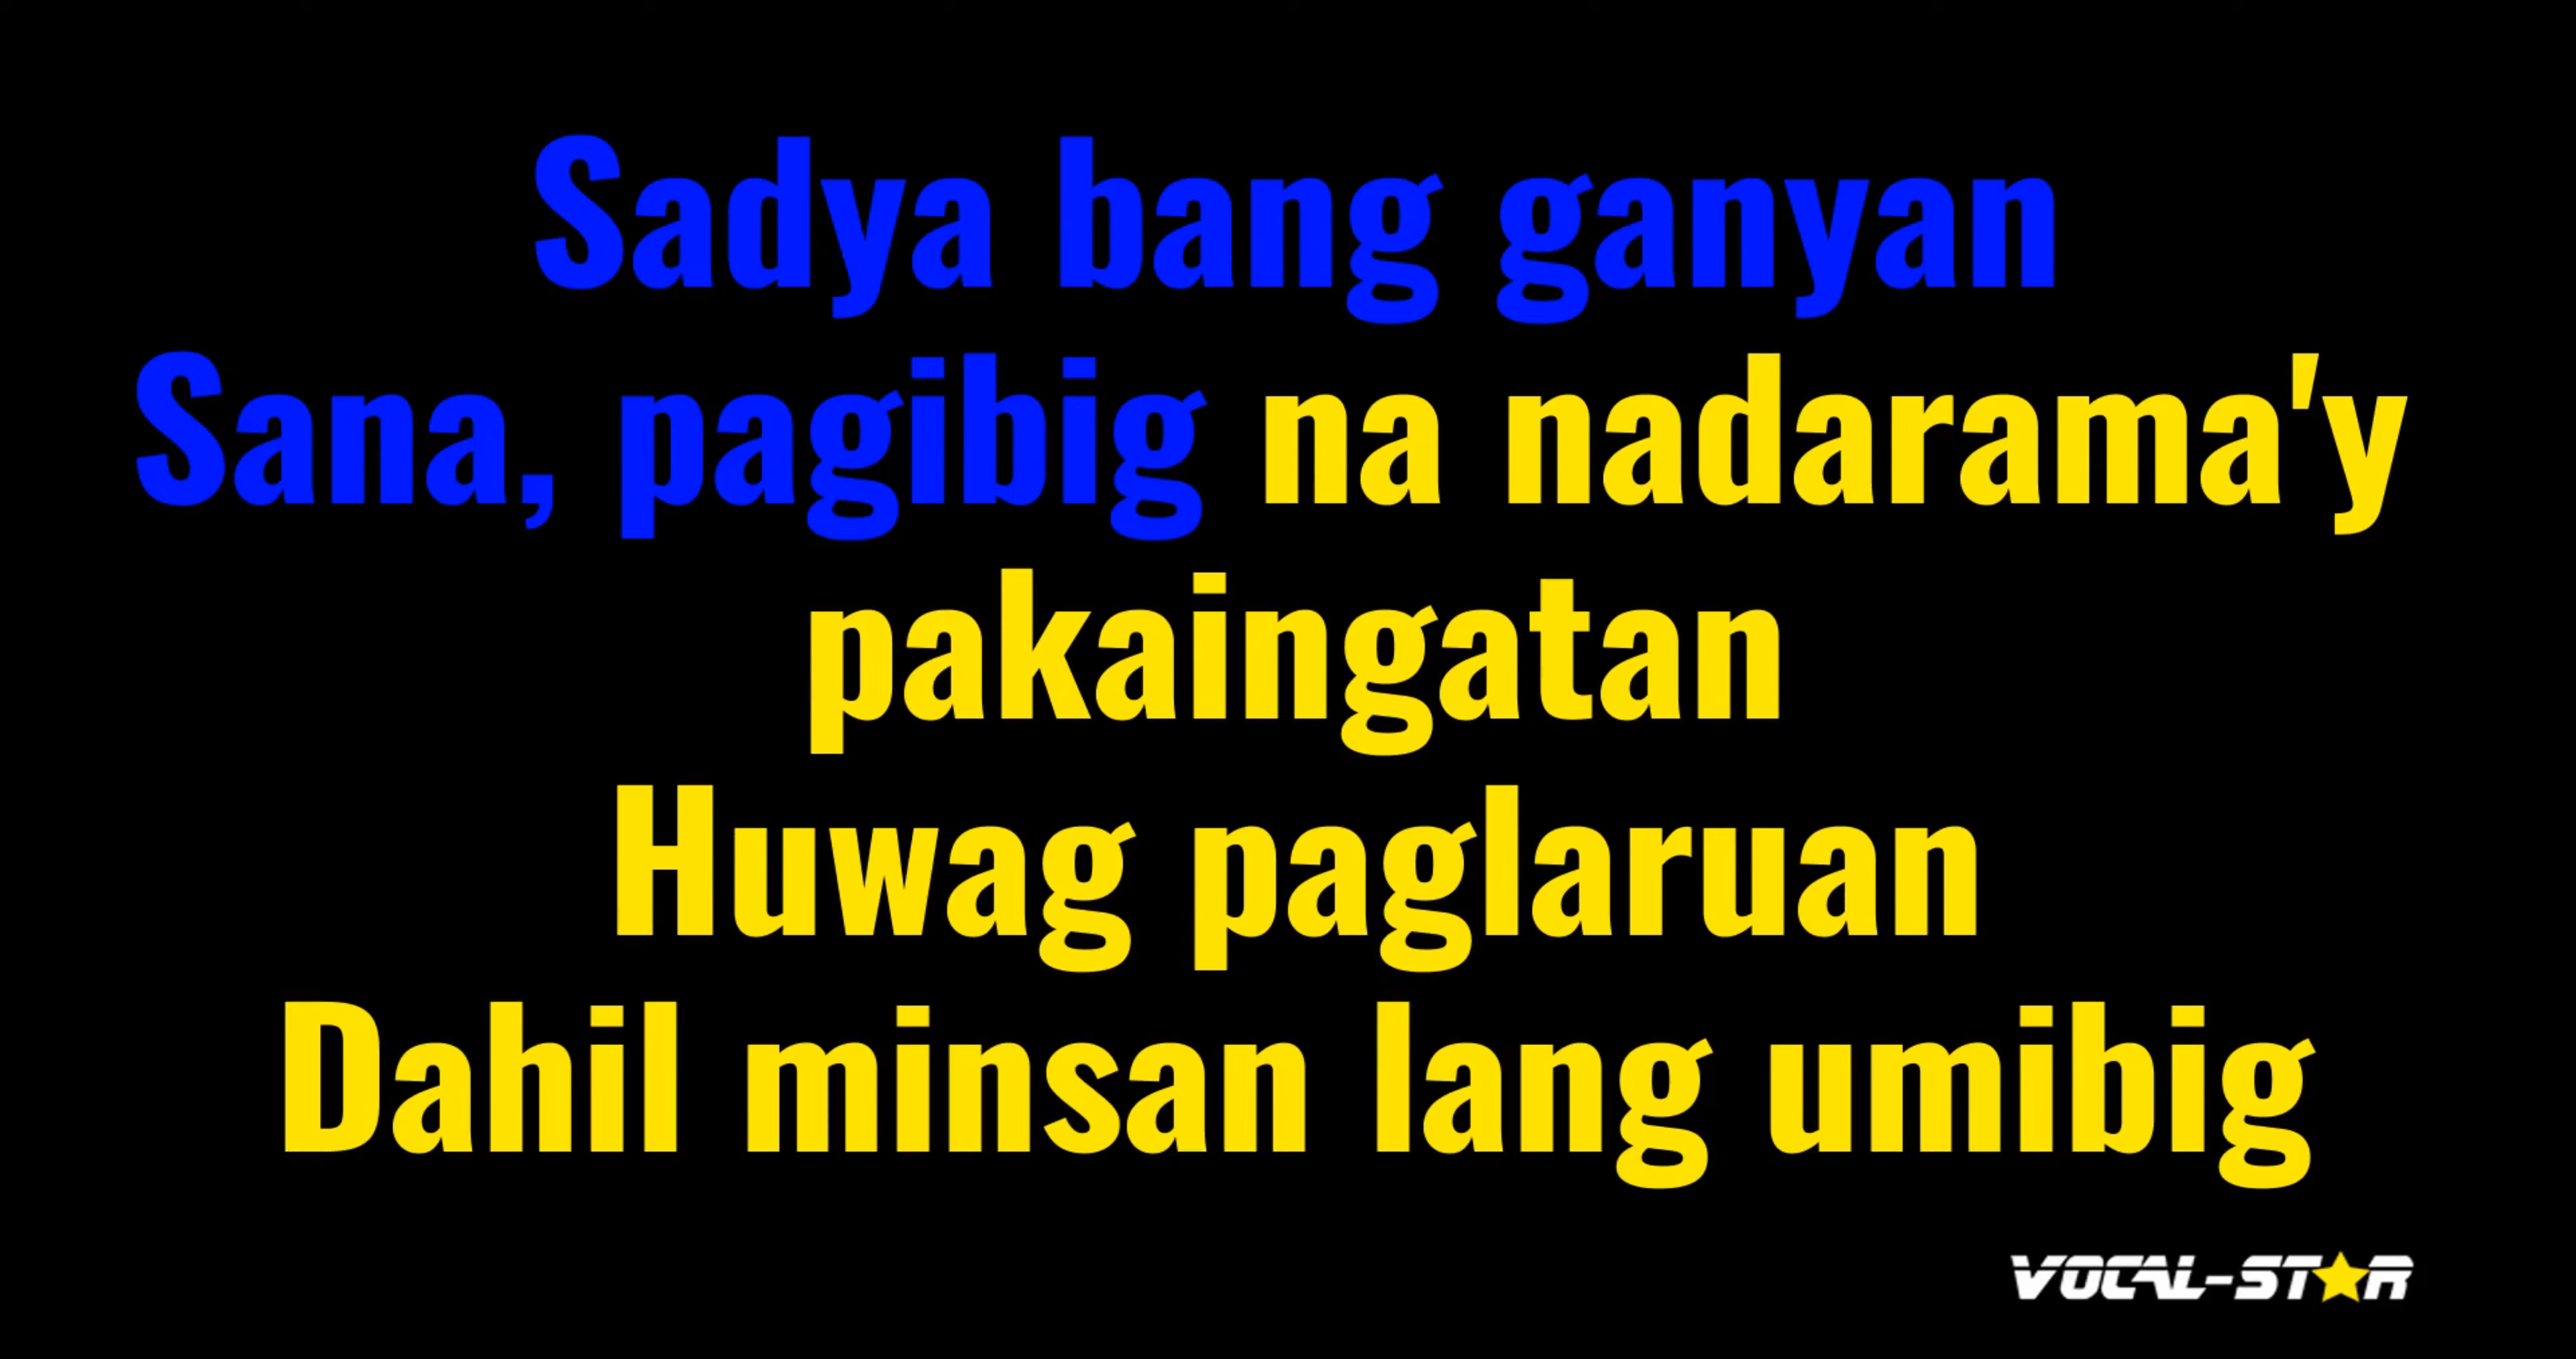 Sadya bang ganyan
Sana, pagibig na nadarama'y
pakaingatan
Huwag paglaruan
Dahil minsan lang umibig
VOCAL-STAR